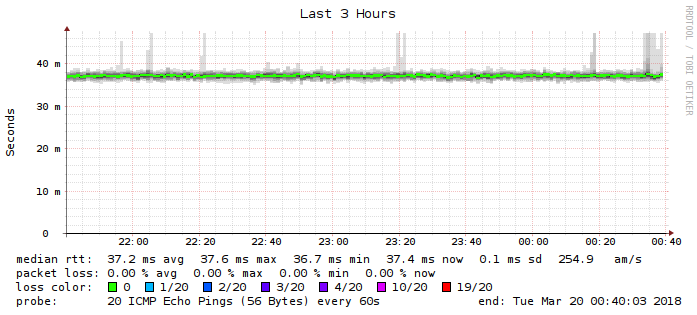 Last 3 Hours
RRDTOOL / TOBI OETIKER
Seconds
40 m
30 m
20 m
10 m
0
22:00 22:20 22:40 23:00 23:20 23:40 00:00 00:20 00:40
median rtt: 37.2 ms avg 37.6 ms max 36.7 ms min 37.4 ms now 0.1 ms sd 254.9 am/s
packet loss: 0.00 % avg 0.00 % max 0.00 % min 0.00 % now
loss color: 0 1/20 2/20 3/20 4/20 10/20 19/20
probe: 20 ICMP Echo Pings (56 Bytes) every 60s end: Tue Mar 20 00:40:03 2018